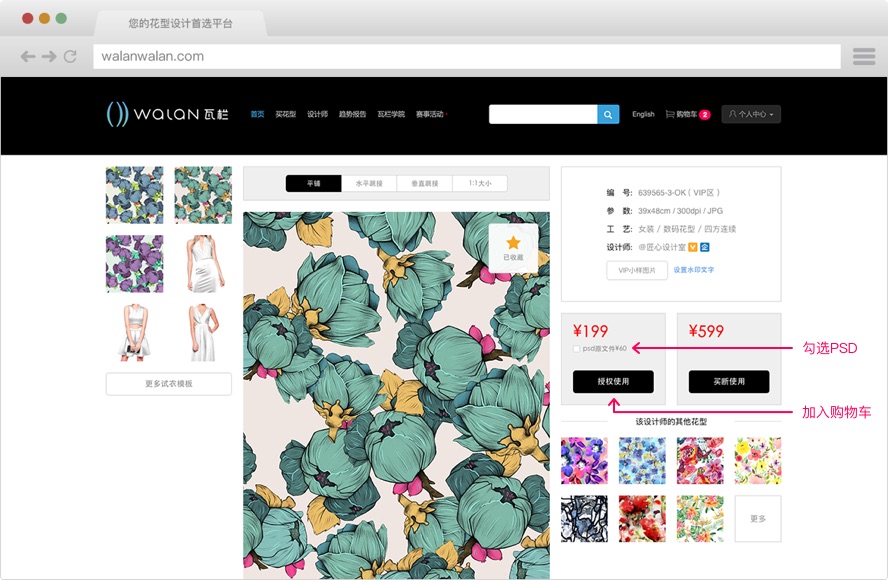 您的花型设计首选平台
walanwalan.com
WALAN 瓦栏
首页 买花型 设计师 趋势报告 瓦栏学院 赛事活动
English 购物车 2 个人中心
平铺 水平跳接 垂直跳接 1:1大小
已收藏
更多试衣模板
编 号: 639565-3-OK ( VIP区 )
参 数: 39x48cm / 300dpi / JPG
工 艺: 女装 / 数码花型 / 四方连续
设计师: @匠心设计室 V 企
VIP小样图片 设置水印文字
¥199
psd源文件¥60
授权使用
¥599
买断使用
勾选PSD
加入购物车
该设计师的其他花型
更多